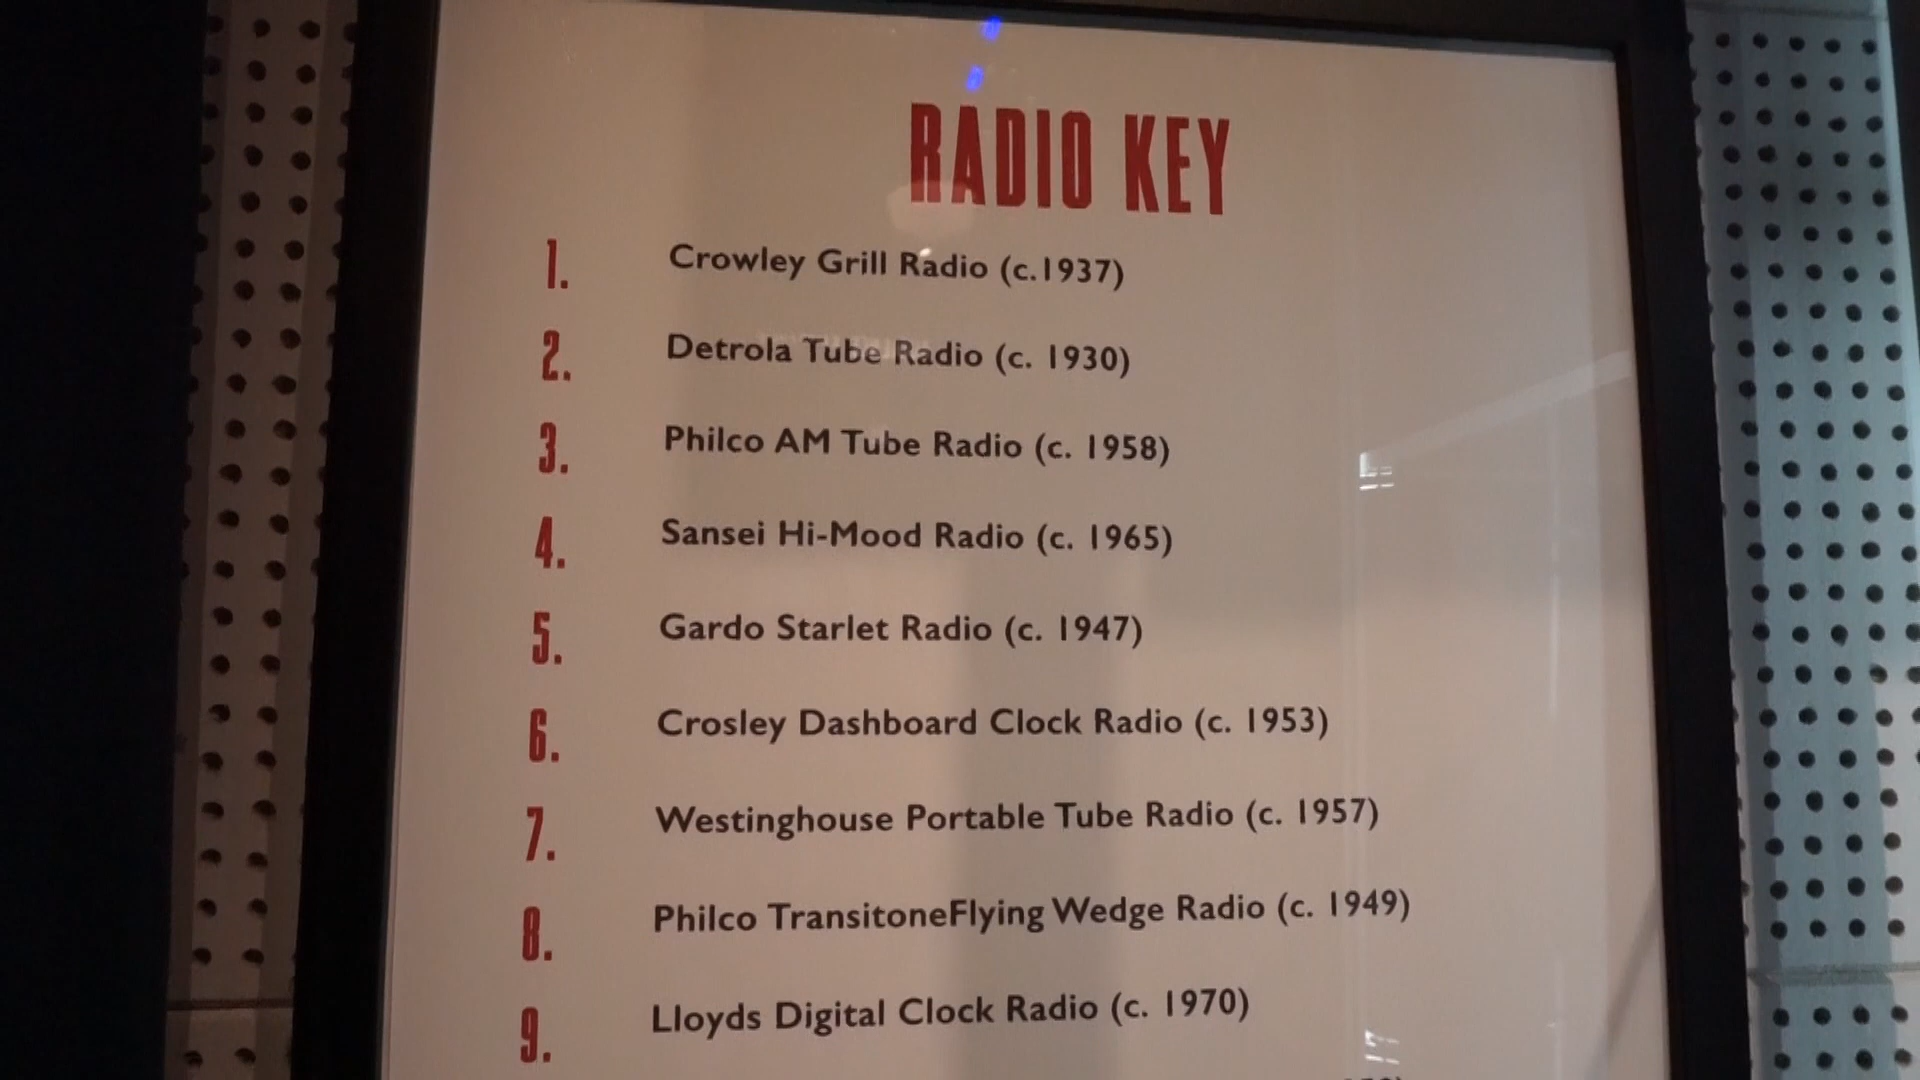 RADIO KEY
1. Crowley Grill Radio (c.1937)
2. Detrola Tube Radio (c. 1930)
3. Philco AM Tube Radio (c. 1958)
4. Sansei Hi-Mood Radio (c. 1965)
5. Gardo Starlet Radio (c. 1947)
6. Crosley Dashboard Clock Radio (c. 1953)
7. Westinghouse Portable Tube Radio (c. 1957)
8. Philco TransitoneFlying Wedge Radio (c. 1949)
9. Lloyds Digital Clock Radio (c. 1970)